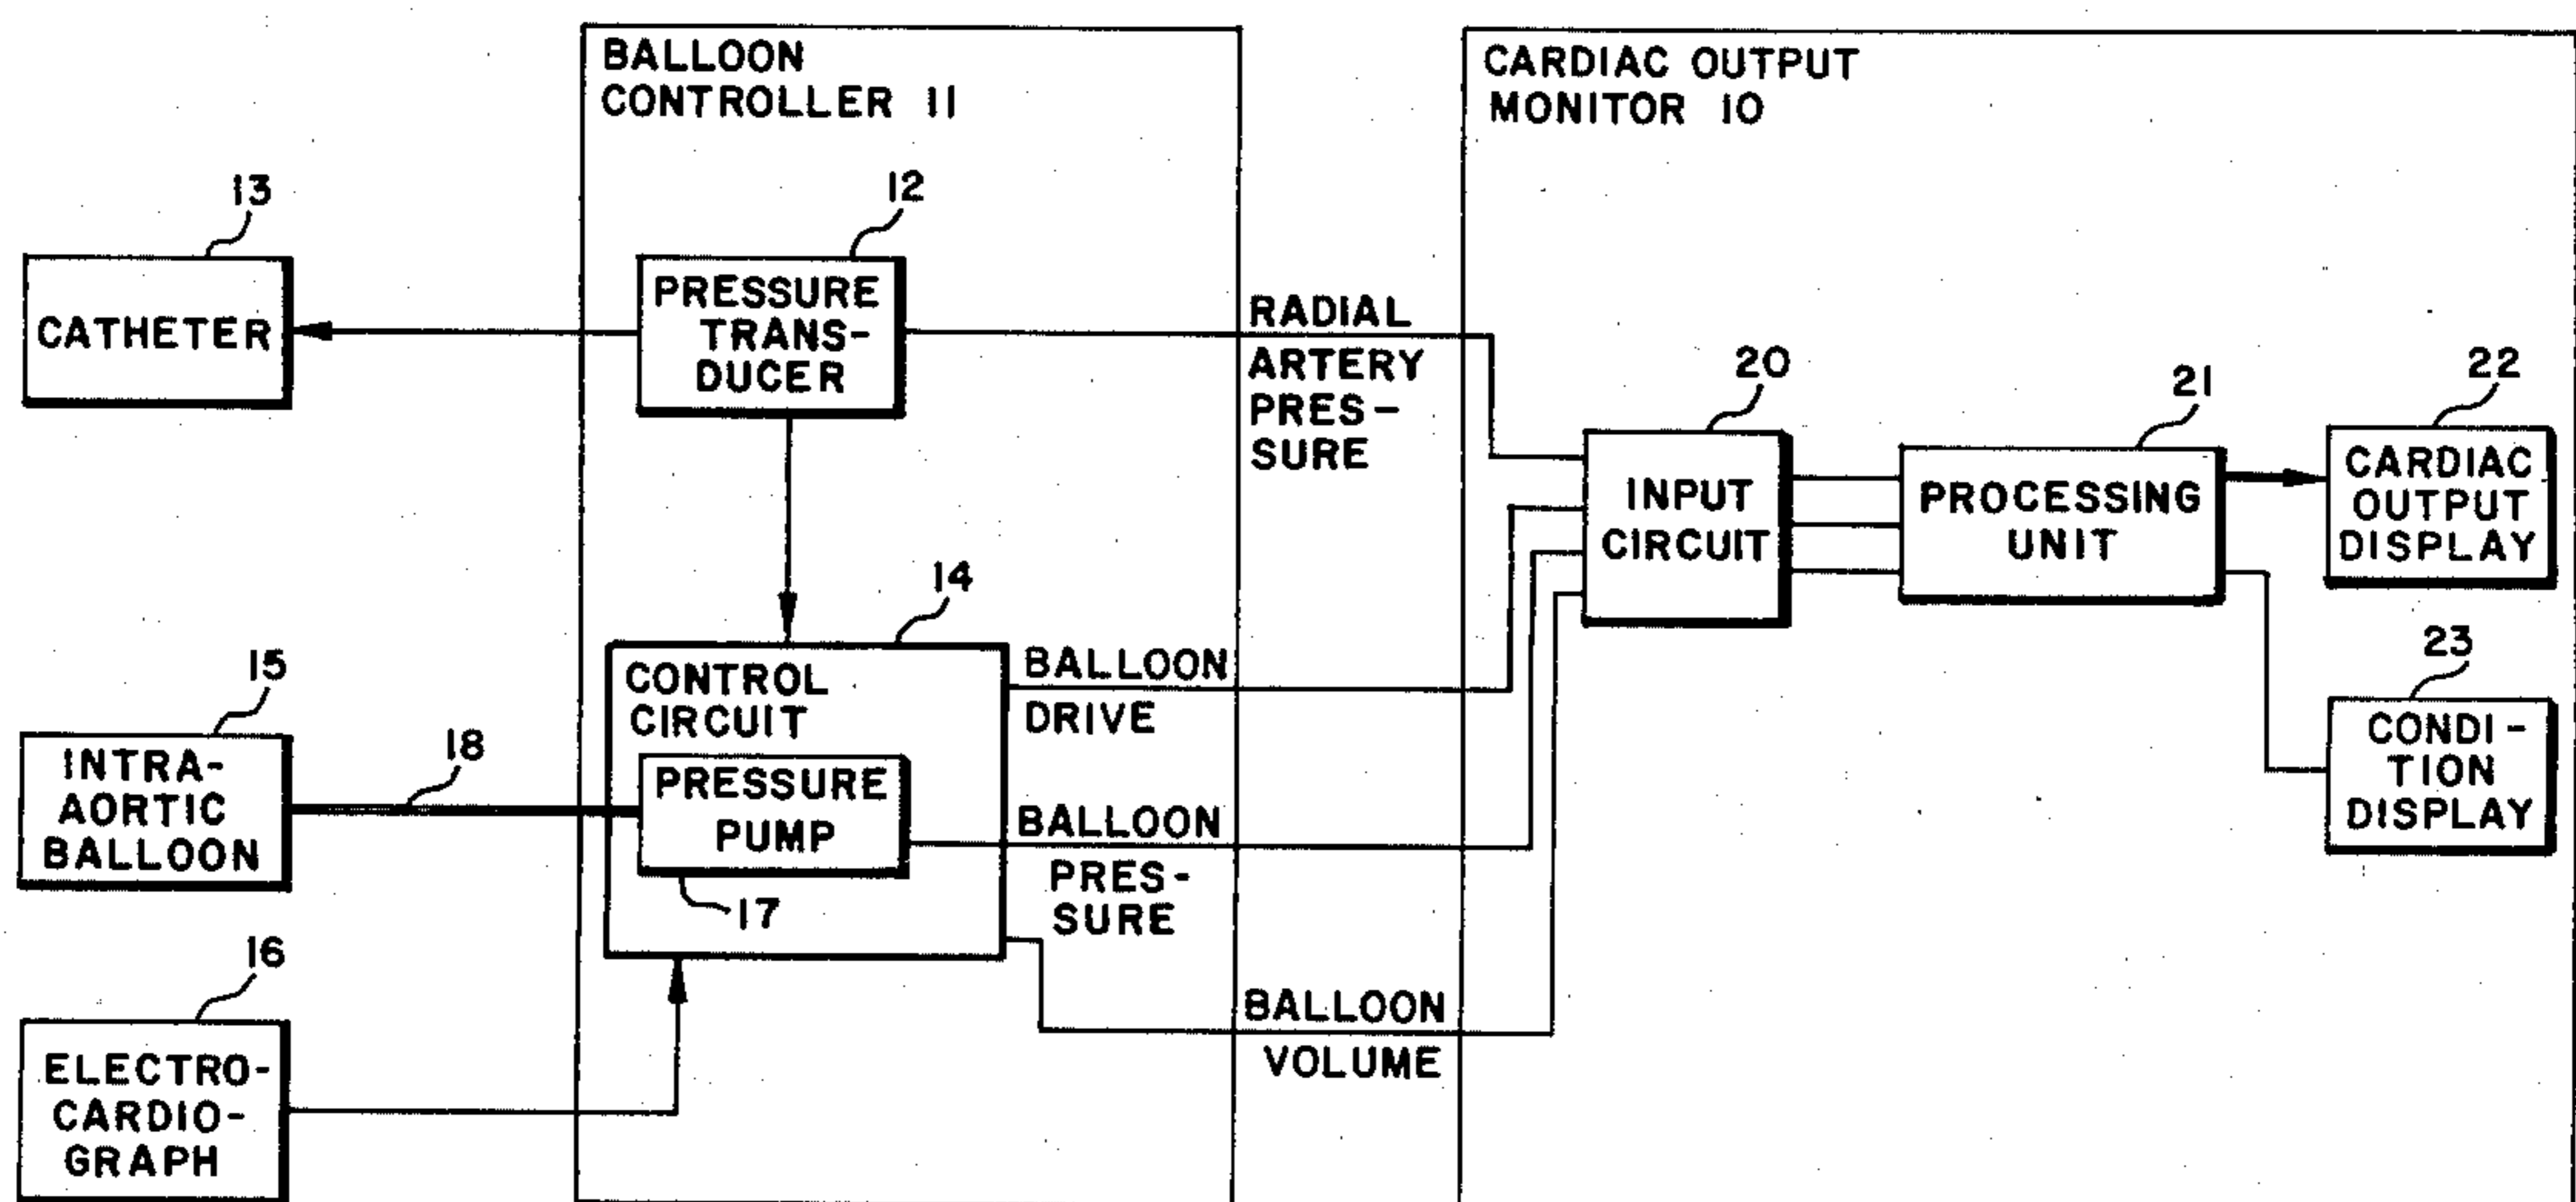 BALLOON
CONTROLLER 11
CARDIAC OUTPUT
MONITOR 10
13
CATHETER
12
PRESSURE
TRANS-
DUCER
RADIAL
ARTERY
PRES-
SURE
20
INPUT
CIRCUIT
21
PROCESSING
UNIT
22
CARDIAC
OUTPUT
DISPLAY
23
CONDI-
TION
DISPLAY
14
CONTROL
CIRCUIT
BALLOON
DRIVE
15
INTRA-
AORTIC
BALLOON
18
PRESSURE
PUMP
17
BALLOON
PRES-
SURE
16
ELECTRO-
CARDIO-
GRAPH
BALLOON
VOLUME